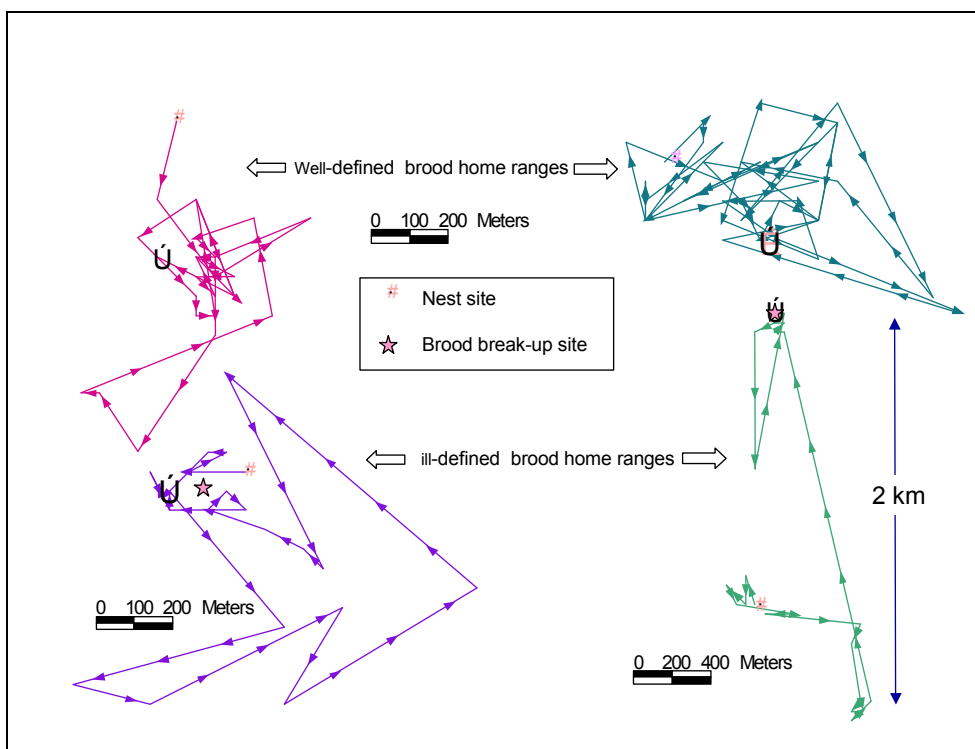 #
Well-defined brood home ranges
#
0 100 200 Meters
Ú
Ú
# Nest site
Brood break-up site
Ú
ill-defined brood home ranges
#
Ú
2 km
#
0 100 200 Meters
0 200 400 Meters